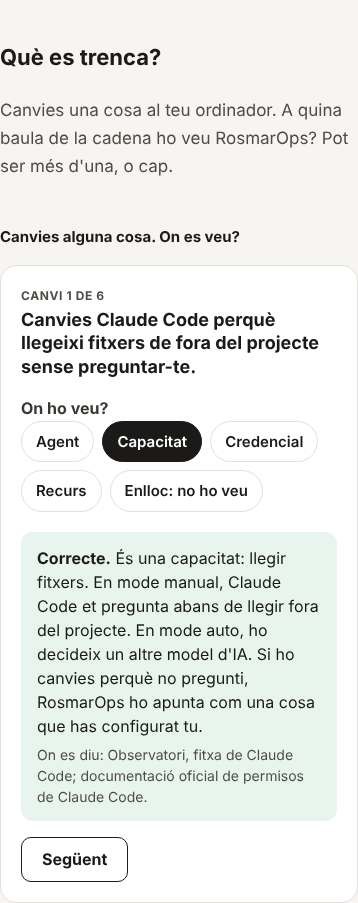 Què es trenca?
Canvies una cosa al teu ordinador. A quina
baula de la cadena ho veu RosmarOps? Pot
ser més d'una, o cap.
Canvies alguna cosa. On es veu?
CANVI 1 DE 6
Canvies Claude Code perquè
llegeixi fitxers de fora del projecte
sense preguntar-te.
On ho veu?
Agent
Capacitat
Credencial
Recurs
Enlloc: no ho veu
Correcte. És una capacitat: llegir
fitxers. En mode manual, Claude
Code et pregunta abans de llegir fora
del projecte. En mode auto, ho
decideix un altre model d'IA. Si ho
canvies perquè no pregunti,
RosmarOps ho apunta com una cosa
que has configurat tu.
On es diu: Observatori, fitxa de Claude
Code; documentació oficial de permisos
de Claude Code.
Següent